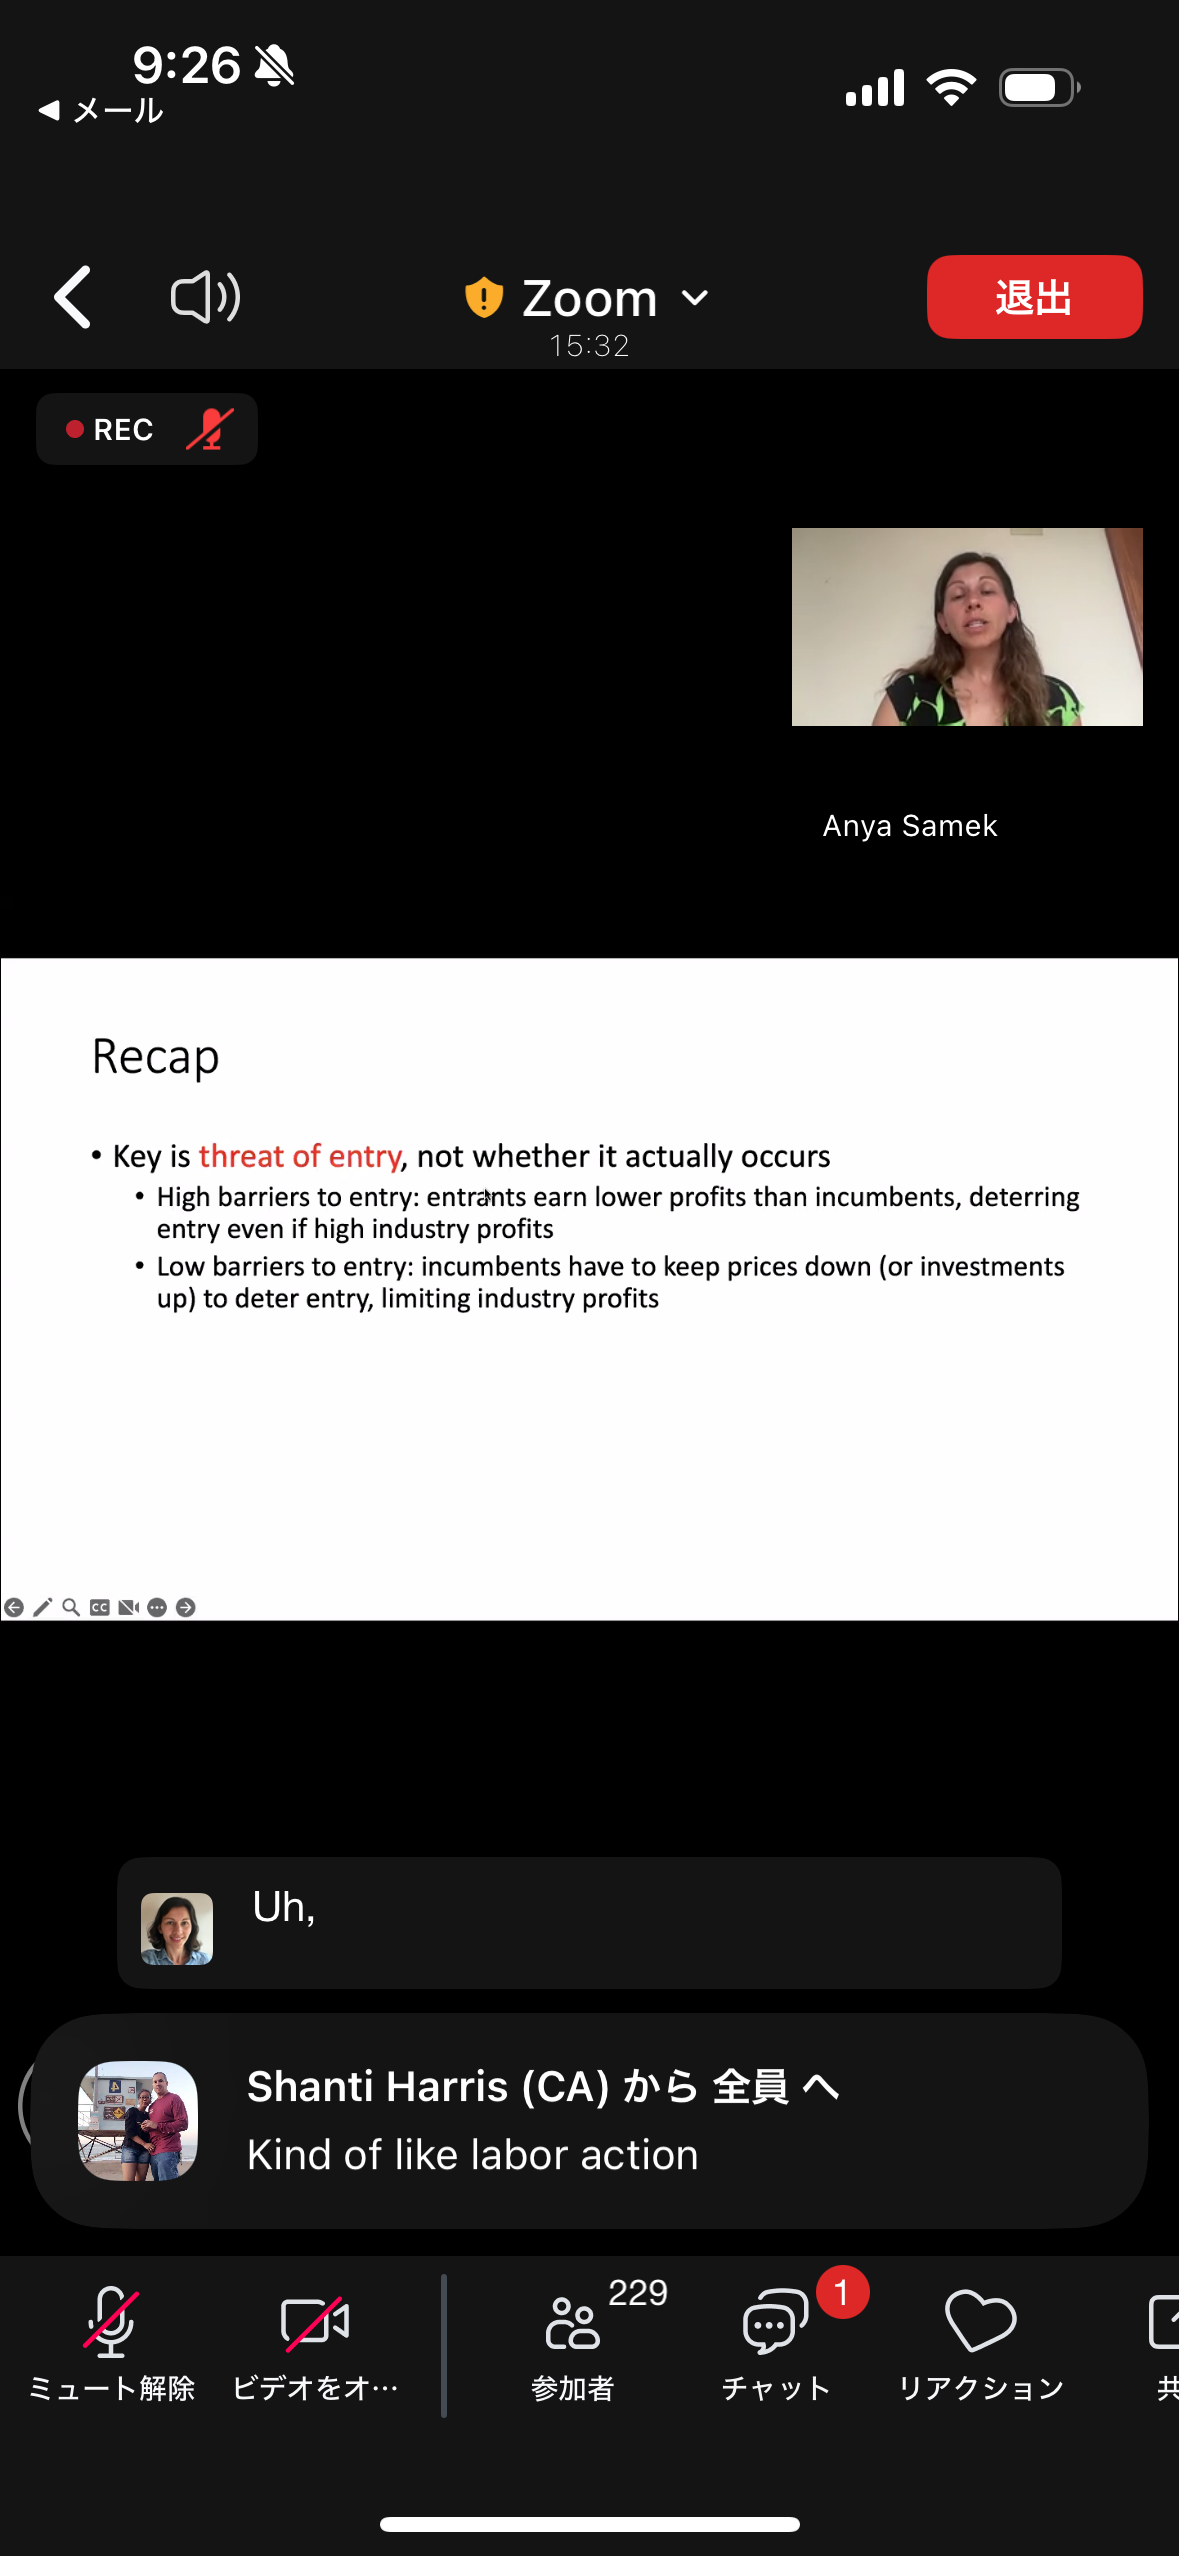 9:26
◀ メール
Zoom
15:32
退出
REC
Anya Samek
Recap
• Key is threat of entry, not whether it actually occurs
• High barriers to entry: entrants earn lower profits than incumbents, deterring
entry even if high industry profits
• Low barriers to entry: incumbents have to keep prices down (or investments
up) to deter entry, limiting industry profits
CC
Uh,
Shanti Harris (CA) から 全員 へ
Kind of like labor action
229
1
ミュート解除
ビデオをオ…
参加者
チャット
リアクション
共